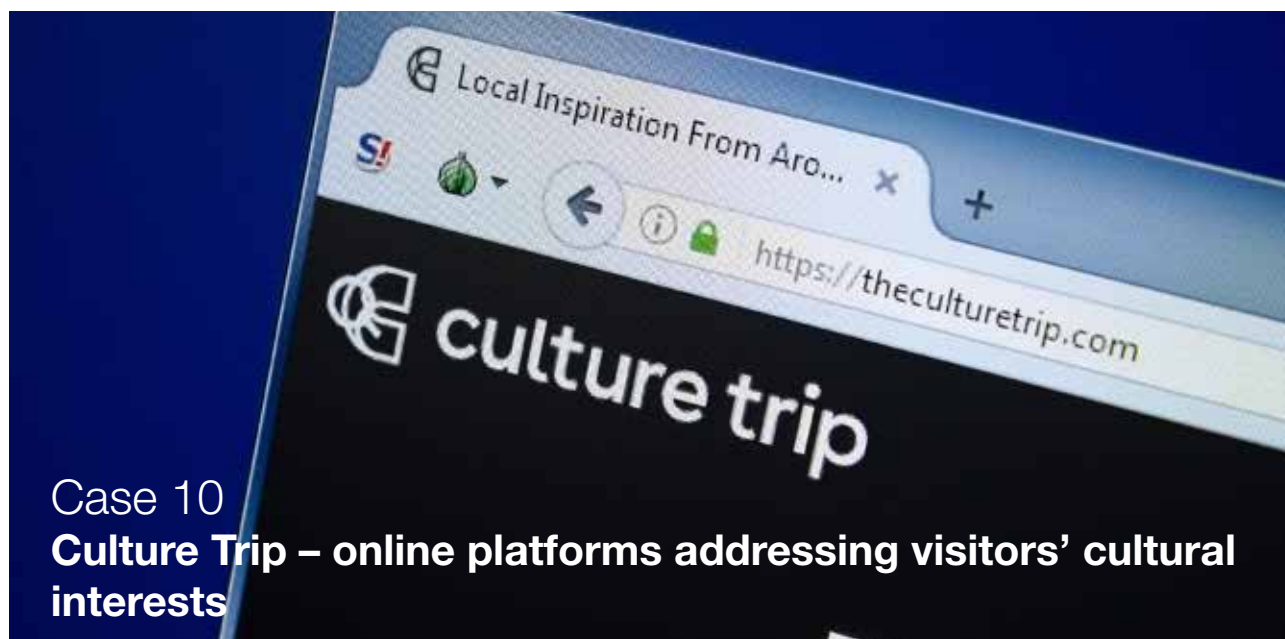 Local Inspiration From Aro...
S!
https://theculturetrip.com
culture trip
Case 10
Culture Trip – online platforms addressing visitors’ cultural
interests